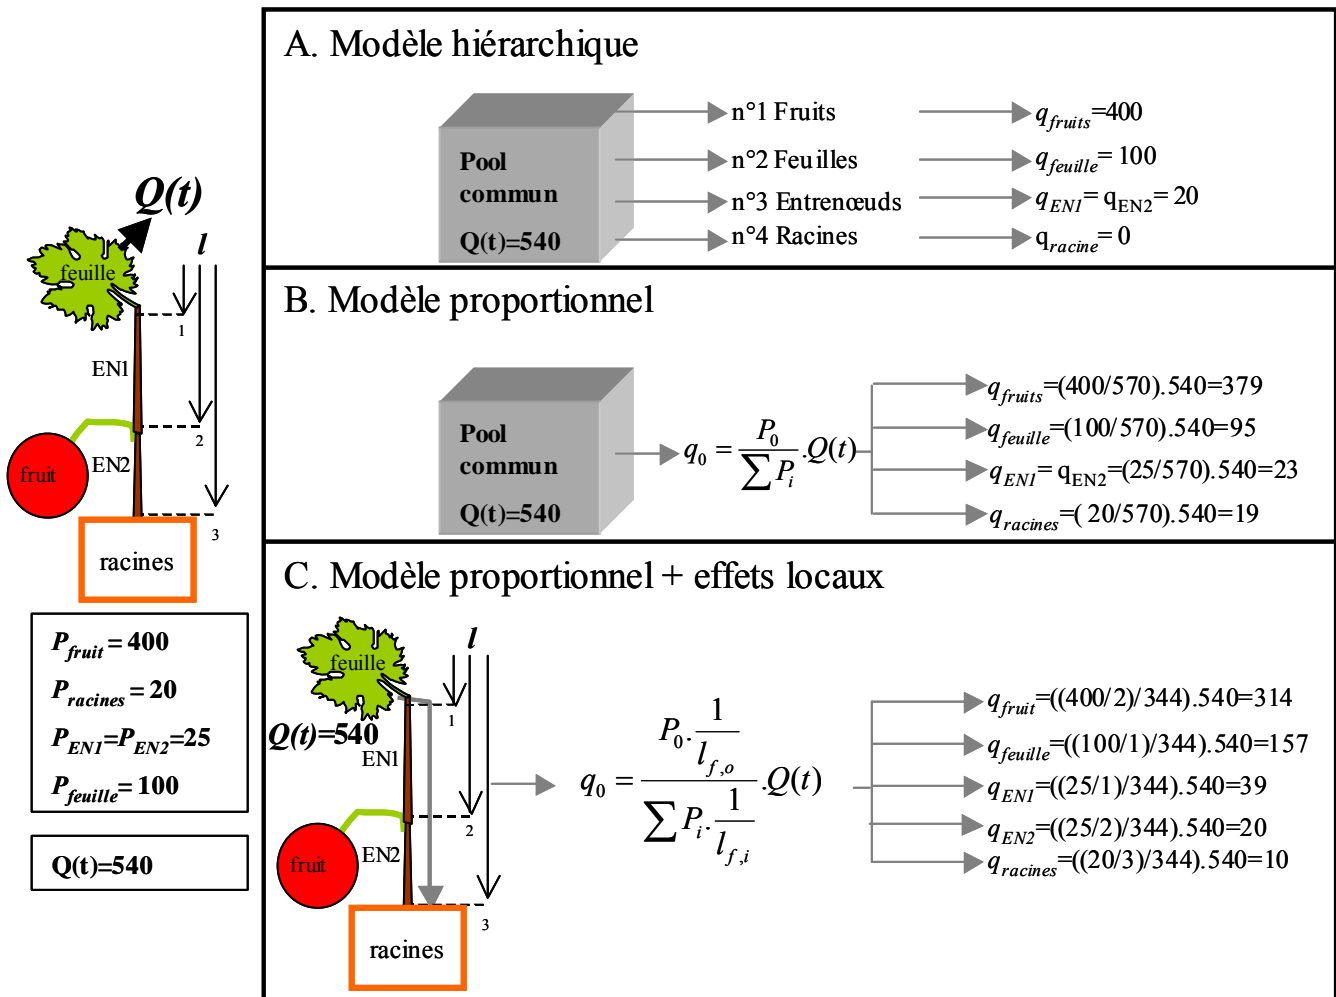 Q(t)
l
feuille
1
EN1
2
fruit
EN2
3
racines
P_fruit = 400
P_racines = 20
P_EN1=P_EN2=25
P_feuille = 100
Q(t)=540
A. Modèle hiérarchique
Pool
commun
Q(t)=540
n°1 Fruits
q_fruits=400
n°2 Feuilles
q_feuille= 100
n°3 Entrenœuds
q_EN1= q_EN2= 20
n°4 Racines
q_racine= 0
B. Modèle proportionnel
Pool
commun
Q(t)=540
q_0 = P_0 / ∑ P_i .Q(t)
q_fruits=(400/570).540=379
q_feuille=(100/570).540=95
q_EN1= q_EN2=(25/570).540=23
q_racines=( 20/570).540=19
C. Modèle proportionnel + effets locaux
l
feuille
1
Q(t)=540
EN1
2
fruit
EN2
3
racines
q_0 = (P_0 . 1/l_f,o) / (∑ P_i . 1/l_f,i) .Q(t)
q_fruit=((400/2)/344).540=314
q_feuille=((100/1)/344).540=157
q_EN1=((25/1)/344).540=39
q_EN2=((25/2)/344).540=20
q_racines=((20/3)/344).540=10